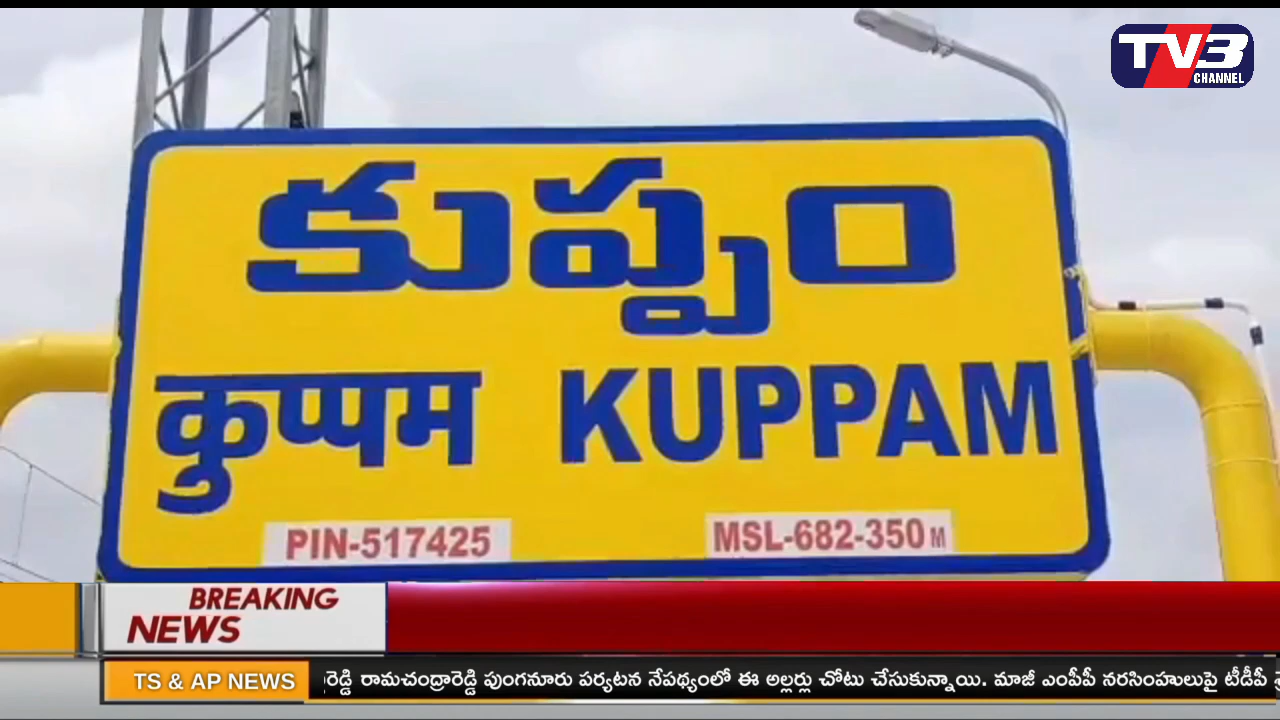 TV3
CHANNEL
కుప్పం
कुप्पम KUPPAM
PIN-517425 MSL-682-350M
BREAKING
NEWS
TS & AP NEWS రామచంద్రారెడ్డి పుంగనూరు పర్యటన నేపథ్యంలో ఈ అల్లర్లు చోటు చేసుకున్నాయి. మాజీ ఎంపీపీ నరసింహులుపై టీడీపీ